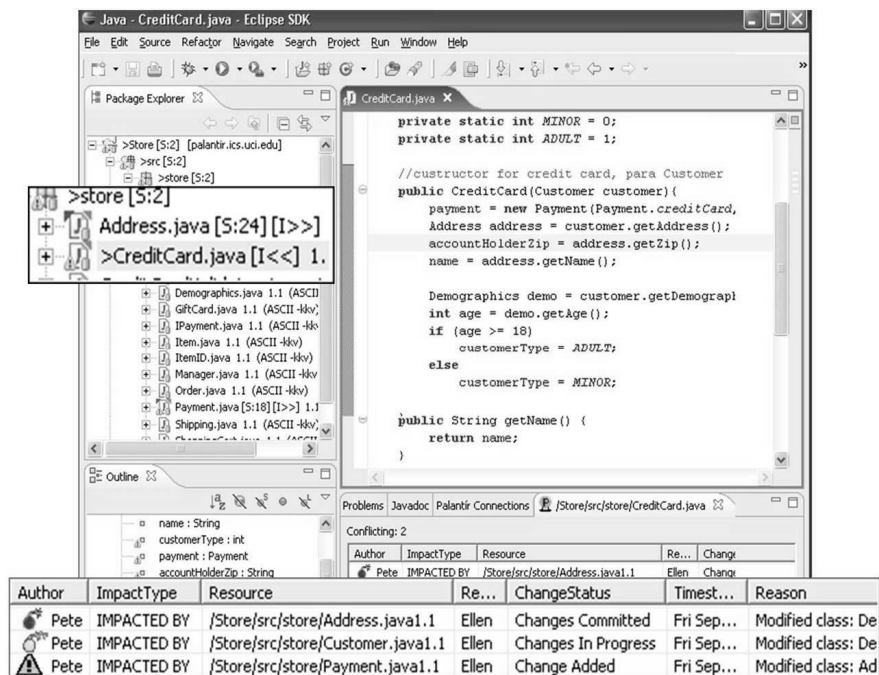 Java - CreditCard.java - Eclipse SDK
File Edit Source Refactor Navigate Search Project Run Window Help
Package Explorer
>Store [S:2] [palantir.ics.uci.edu]
>src [S:2]
>store [S:2]
>store [S:2]
Address.java [S:24] [I>>]
>CreditCard.java [I<<] 1.
Demographics.java 1.1 (ASCII
GiftCard.java 1.1 (ASCII -kkv)
IPayment.java 1.1 (ASCII -kkv
Item.java 1.1 (ASCII -kkv)
ItemID.java 1.1 (ASCII -kkv)
Manager.java 1.1 (ASCII -kkv)
Order.java 1.1 (ASCII -kkv)
Payment.java [S:18] [I>>] 1.1
Shipping.java 1.1 (ASCII -kkv)
CreditCard.java
private static int MINOR = 0;
private static int ADULT = 1;
//custructor for credit card, para Customer
public CreditCard(Customer customer){
payment = new Payment(Payment.creditCard,
Address address = customer.getAddress();
accountHolderZip = address.getZip();
name = address.getName();
Demographics demo = customer.getDemograph
int age = demo.getAge();
if (age >= 18)
customerType = ADULT;
else
customerType = MINOR;
public String getName() {
return name;
}
Outline
name : String
customerType : int
payment : Payment
accountHolderZip : String
Problems Javadoc Palantír Connections /Store/src/store/CreditCard.java
Conflicting: 2
Author ImpactType Resource Re... Change
Pete IMPACTED BY /Store/src/store/Address.java1.1 Ellen Change
Author ImpactType Resource Re... ChangeStatus Timest... Reason
Pete IMPACTED BY /Store/src/store/Address.java1.1 Ellen Changes Committed Fri Sep... Modified class: De
Pete IMPACTED BY /Store/src/store/Customer.java1.1 Ellen Changes In Progress Fri Sep... Modified class: De
Pete IMPACTED BY /Store/src/store/Payment.java1.1 Ellen Change Added Fri Sep... Modified class: Ad